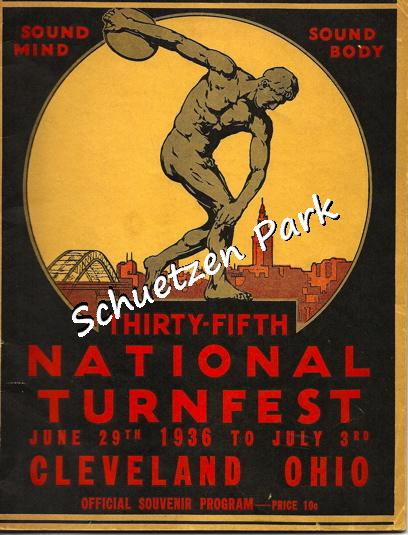 SOUND MIND
SOUND BODY
Schuetzen Park
THIRTY-FIFTH
NATIONAL
TURNFEST
JUNE 29TH 1936 TO JULY 3RD
CLEVELAND OHIO
OFFICIAL SOUVENIR PROGRAM—PRICE 10¢